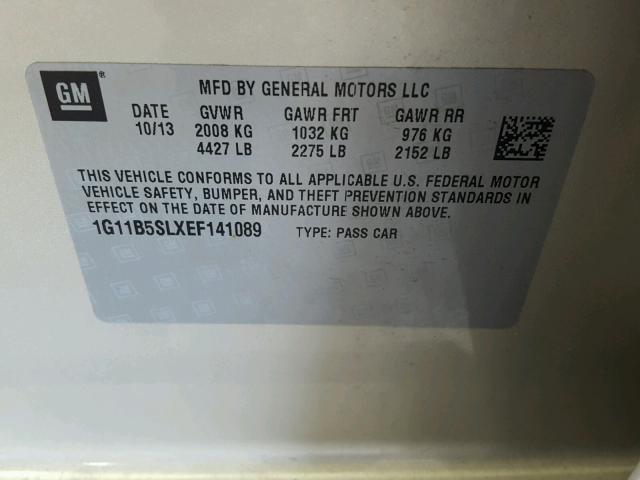 GM ®
MFD BY GENERAL MOTORS LLC
DATE GVWR GAWR FRT GAWR RR
10/13 2008 KG 1032 KG 976 KG
4427 LB 2275 LB 2152 LB
THIS VEHICLE CONFORMS TO ALL APPLICABLE U.S. FEDERAL MOTOR
VEHICLE SAFETY, BUMPER, AND THEFT PREVENTION STANDARDS IN
EFFECT ON THE DATE OF MANUFACTURE SHOWN ABOVE.
1G11B5SLXEF141089 TYPE: PASS CAR